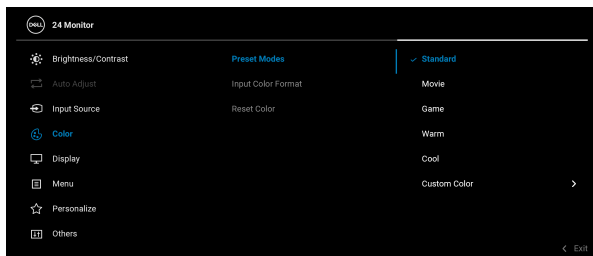 DELL 24 Monitor
Brightness/Contrast Preset Modes Standard
Auto Adjust Input Color Format Movie
Input Source Reset Color Game
Color Warm
Display Cool
Menu Custom Color
Personalize
Others
Exit